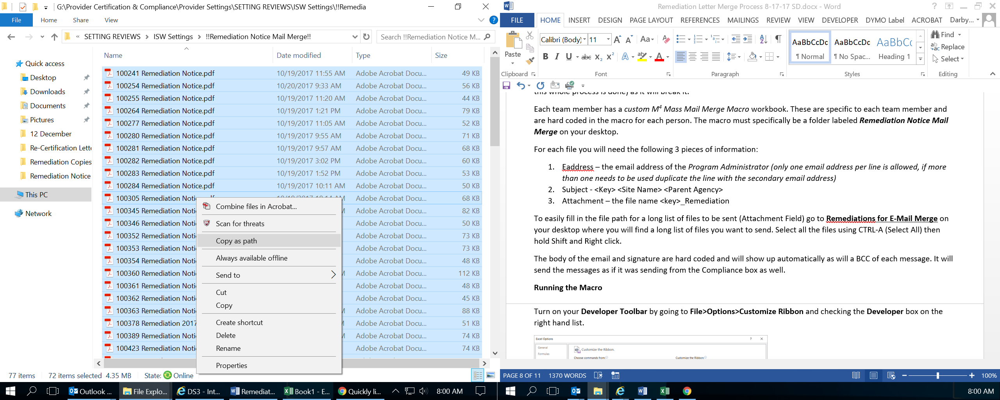 G:\Provider Certification & Compliance\Provider Settings\SETTING REVIEWS\ISW Settings\!!Remedia
File Home Share View
« SETTING REVIEWS > ISW Settings > !!Remediation Notice Mail Merge!!
Search !!Remediation Notice M...
Quick access
Desktop
Downloads
Documents
Pictures
12 December
Re-Certification Lette
Remediation Copies
Remediation Notice
This PC
Network
Name Date modified Type Size
100241 Remediation Notice.pdf 10/19/2017 11:55 AM Adobe Acrobat Docu... 49 KB
100254 Remediation Notice.pdf 10/20/2017 9:33 AM Adobe Acrobat Docu... 56 KB
100255 Remediation Notice.pdf 10/19/2017 11:20 AM Adobe Acrobat Docu... 44 KB
100264 Remediation Notice.pdf 10/19/2017 1:21 PM Adobe Acrobat Docu... 79 KB
100277 Remediation Notice.pdf 10/19/2017 11:05 AM Adobe Acrobat Docu... 52 KB
100280 Remediation Notice.pdf 10/19/2017 9:55 AM Adobe Acrobat Docu... 71 KB
100281 Remediation Notice.pdf 10/19/2017 9:57 AM Adobe Acrobat Docu... 68 KB
100282 Remediation Notice.pdf 10/19/2017 3:02 PM Adobe Acrobat Docu... 60 KB
100283 Remediation Notice.pdf 10/19/2017 1:52 PM Adobe Acrobat Docu... 53 KB
100284 Remediation Notice.pdf 10/19/2017 10:11 AM Adobe Acrobat Docu... 50 KB
100305 Remediation Adobe Acrobat Docu... 68 KB
100345 Remediation Noti Adobe Acrobat Docu... 82 KB
100346 Remediation Noti Adobe Acrobat Docu... 50 KB
100352 Remediation Noti Adobe Acrobat Docu... 73 KB
100353 Remediation Noti Adobe Acrobat Docu... 73 KB
100354 Remediation Noti Adobe Acrobat Docu... 48 KB
100360 Remediation Noti Adobe Acrobat Docu... 112 KB
100361 Remediation Noti Adobe Acrobat Docu... 48 KB
100362 Remediation Noti Adobe Acrobat Docu... 45 KB
100363 Remediation Noti Adobe Acrobat Docu... 88 KB
100378 Remediation 2017 Adobe Acrobat Docu... 51 KB
100389 Remediation Noti Adobe Acrobat Docu... 74 KB
100423 Remediation Noti Adobe Acrobat Docu... 74 KB
Combine files in Acrobat...
Scan for threats
Copy as path
Always available offline
Send to
Cut
Copy
Create shortcut
Delete
Rename
Properties
77 items 72 items selected 4.35 MB State: Online
Outlook ... File Explo... DS3 - Int... Remediat... Book1 - E... Quickly li... 8:00 AM
Remediation Letter Merge Process 8-17-17 SD.docx - Word
FILE HOME INSERT DESIGN PAGE LAYOUT REFERENCES MAILINGS REVIEW VIEW DEVELOPER DYMO Label ACROBAT Darby...
Paste
Calibri (Body) 11
AaBbCcDc AaBbCcDc AaBbCc
¶ Normal ¶ No Spac... Heading 1
Find
Replace
Select
Clipboard Font Paragraph Styles Editing
this whole process is done) as it will break it.
Each team member has a custom M⁴ Mass Mail Merge Macro workbook. These are specific to each team member and
are hard coded in the macro for each person. The macro must specifically be a folder labeled Remediation Notice Mail
Merge on your desktop.
For each file you will need the following 3 pieces of information:
1. Eaddress – the email address of the Program Administrator (only one email address per line is allowed, if more
than one needs to be used duplicate the line with the secondary email address)
2. Subject - <Key> <Site Name> <Parent Agency>
3. Attachment – the file name <key>_Remediation
To easily fill in the file path for a long list of files to be sent (Attachment Field) go to Remediations for E-Mail Merge on
your desktop where you will find a long list of files you want to send. Select all the files using CTRL-A (Select All) then
hold Shift and Right click.
The body of the email and signature are hard coded and will show up automatically as will a BCC of each message. It will
send the messages as if it was sending from the Compliance box as well.
Running the Macro
Turn on your Developer Toolbar by going to File>Options>Customize Ribbon and checking the Developer box on the
right hand list.
Excel Options
General
Formulas
Customize the Ribbon.
Choose commands from: Customize the Ribbon:
PAGE 8 OF 11 1370 WORDS 100%
8:00 AM